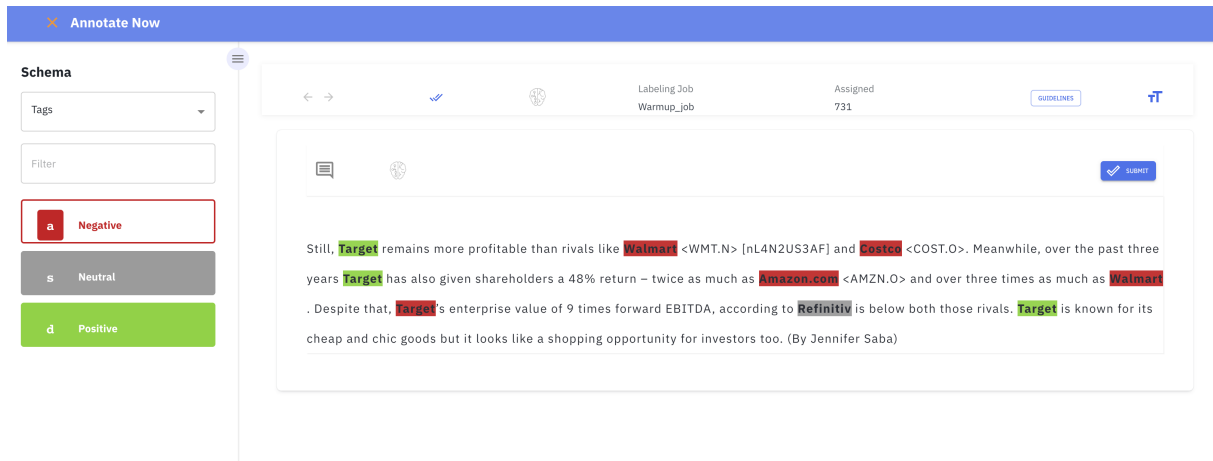 Annotate Now
Schema
Tags
Filter
a Negative
s Neutral
d Positive
Labeling Job
Warmup_job
Assigned
731
GUIDELINES
TT
SUBMIT
Still, Target remains more profitable than rivals like Walmart <WMT.N> [nL4N2US3AF] and Costco <COST.O>. Meanwhile, over the past three
years Target has also given shareholders a 48% return – twice as much as Amazon.com <AMZN.O> and over three times as much as Walmart
. Despite that, Target's enterprise value of 9 times forward EBITDA, according to Refinitiv is below both those rivals. Target is known for its
cheap and chic goods but it looks like a shopping opportunity for investors too. (By Jennifer Saba)